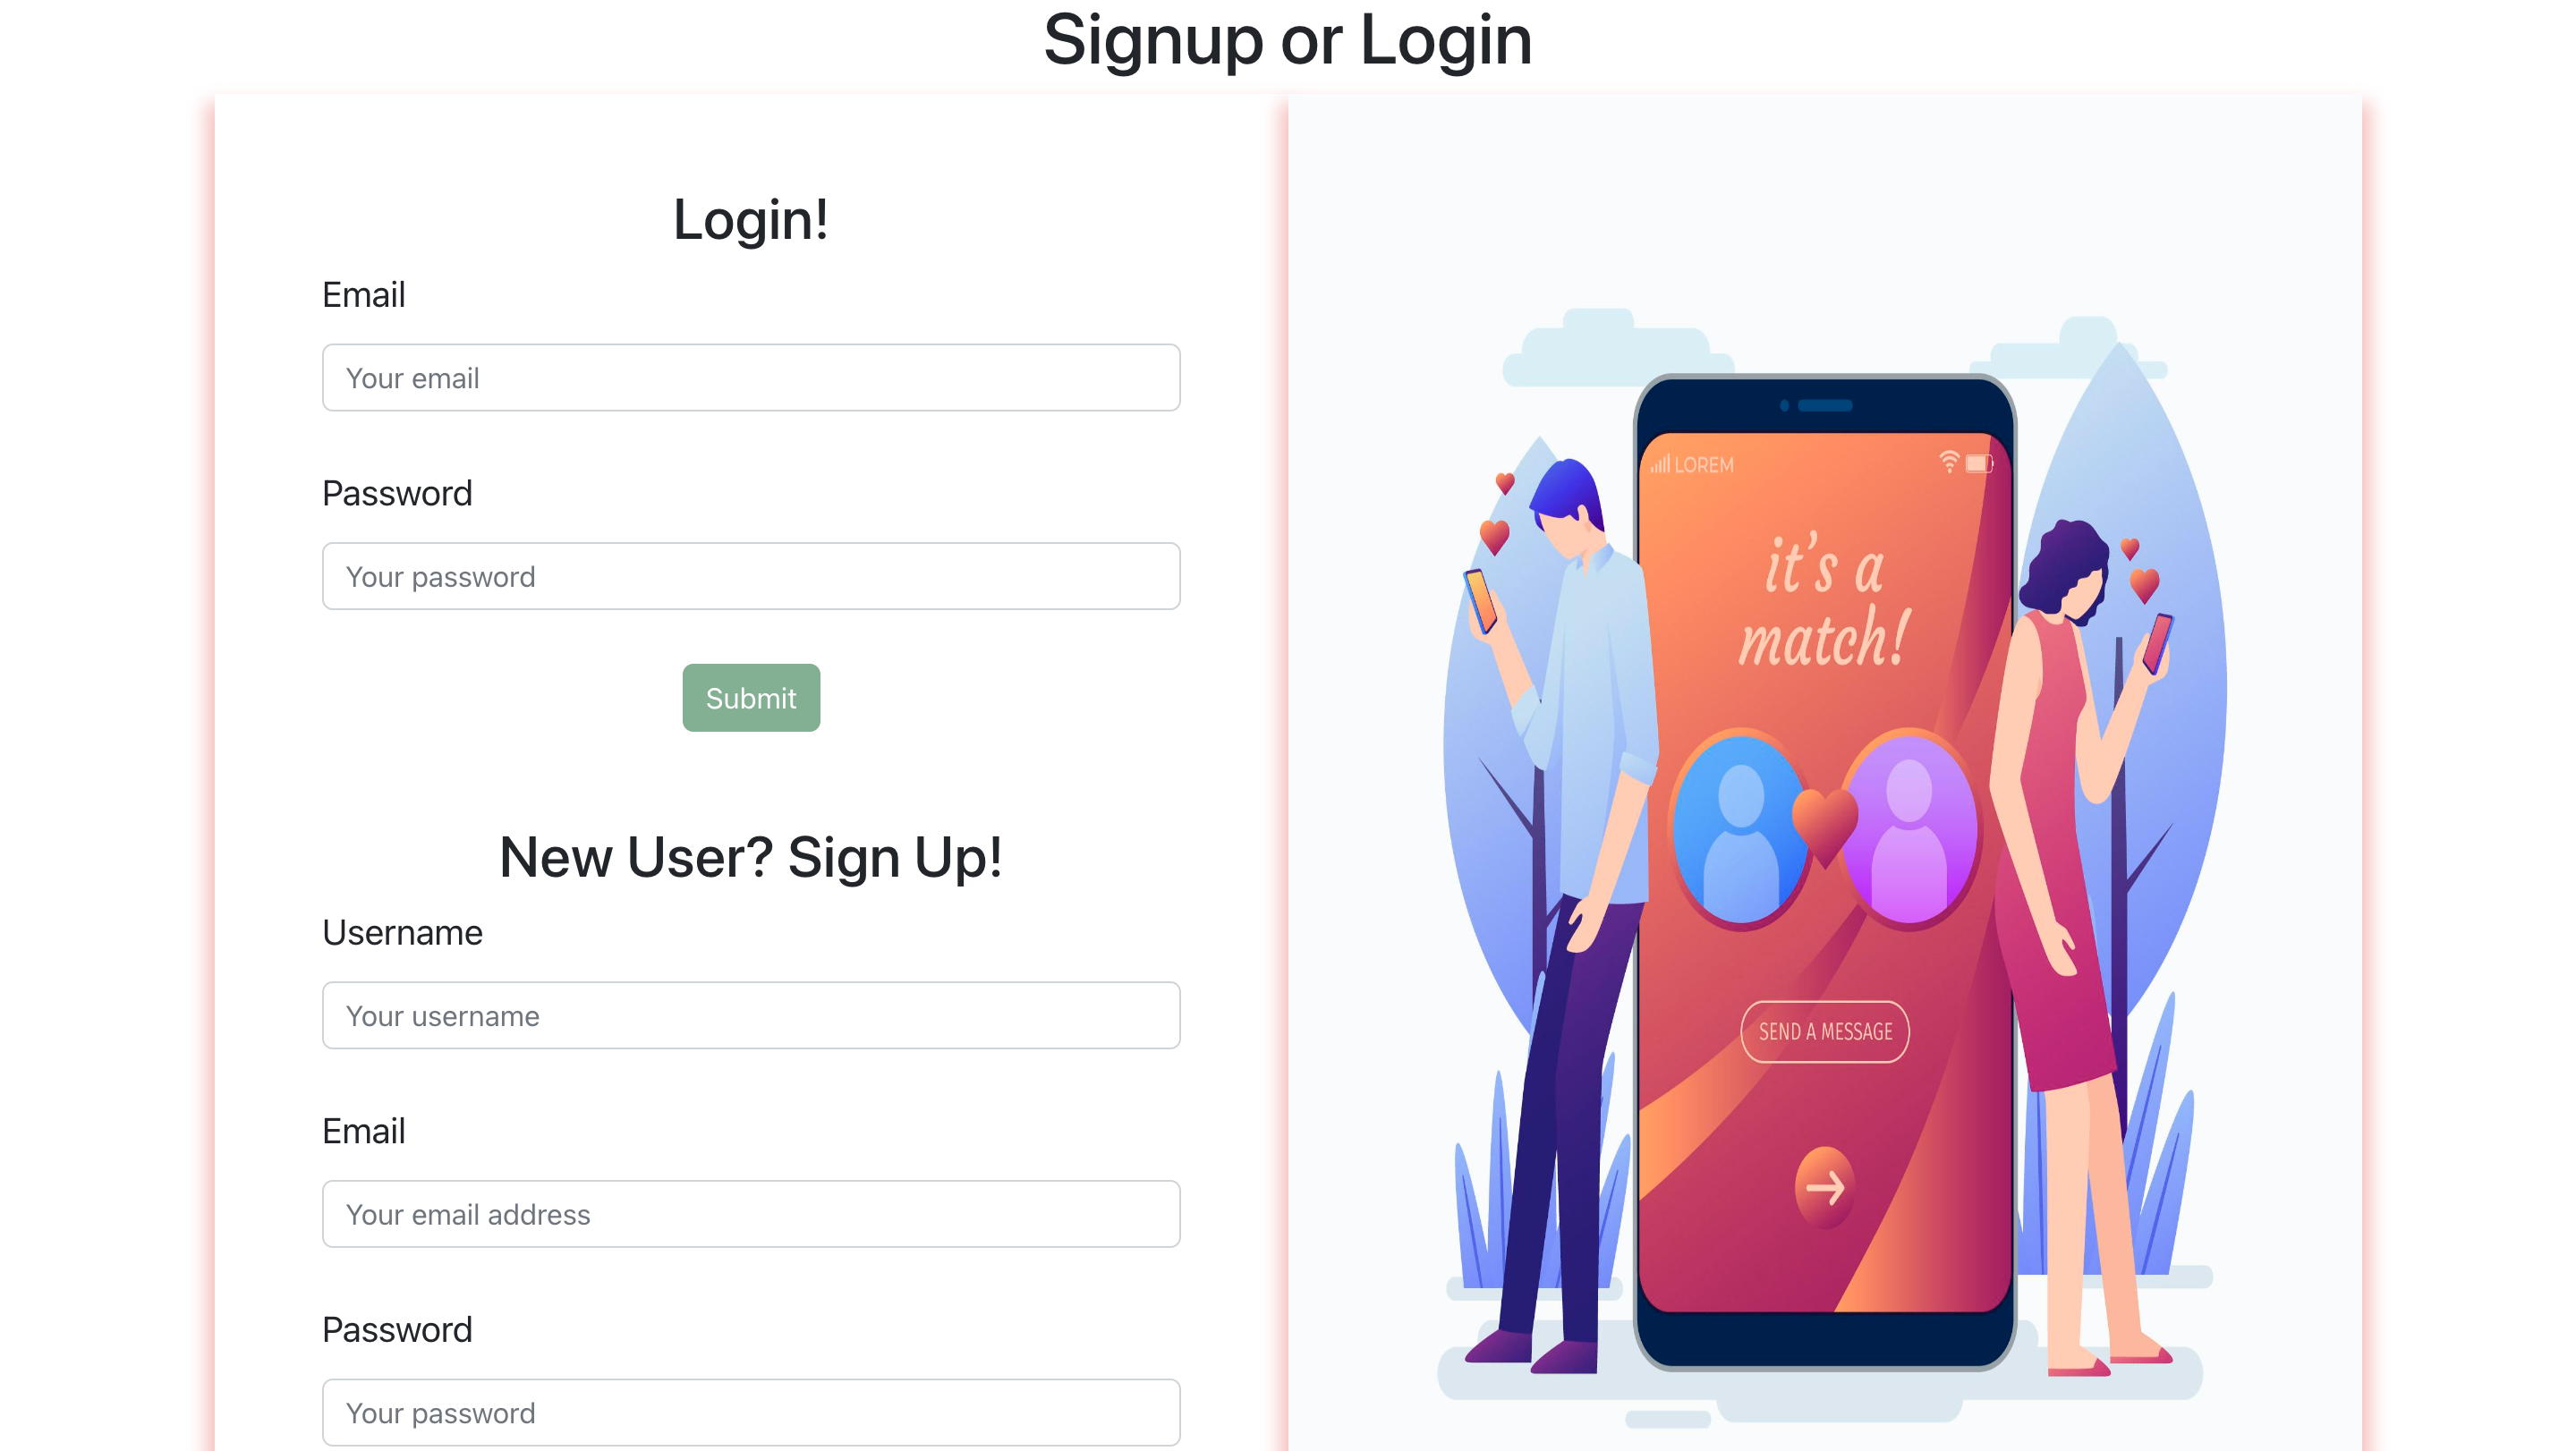 Signup or Login
Login!
Email
Your email
Password
Your password
Submit
New User? Sign Up!
Username
Your username
Email
Your email address
Password
Your password
LOREM
it's a
match!
SEND A MESSAGE